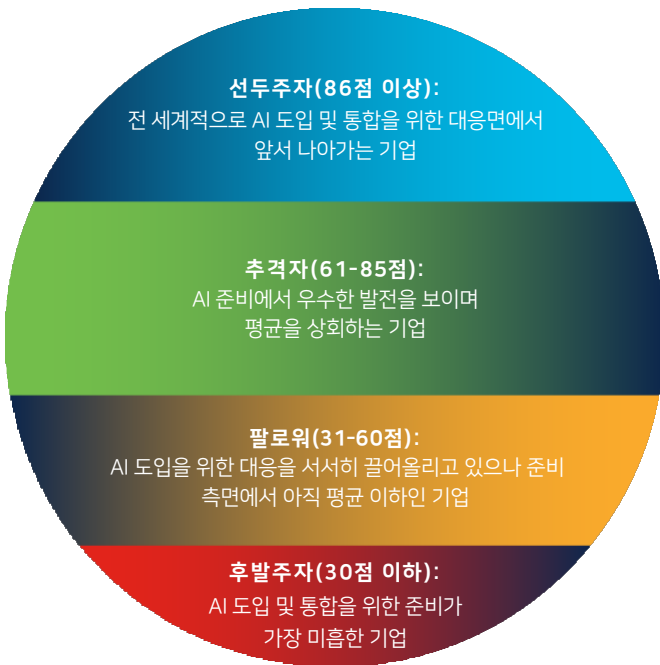 선두주자(86점 이상):
전 세계적으로 AI 도입 및 통합을 위한 대응면에서
앞서 나아가는 기업
추격자(61-85점):
AI 준비에서 우수한 발전을 보이며
평균을 상회하는 기업
팔로워(31-60점):
AI 도입을 위한 대응을 서서히 끌어올리고 있으나 준비
측면에서 아직 평균 이하인 기업
후발주자(30점 이하):
AI 도입 및 통합을 위한 준비가
가장 미흡한 기업